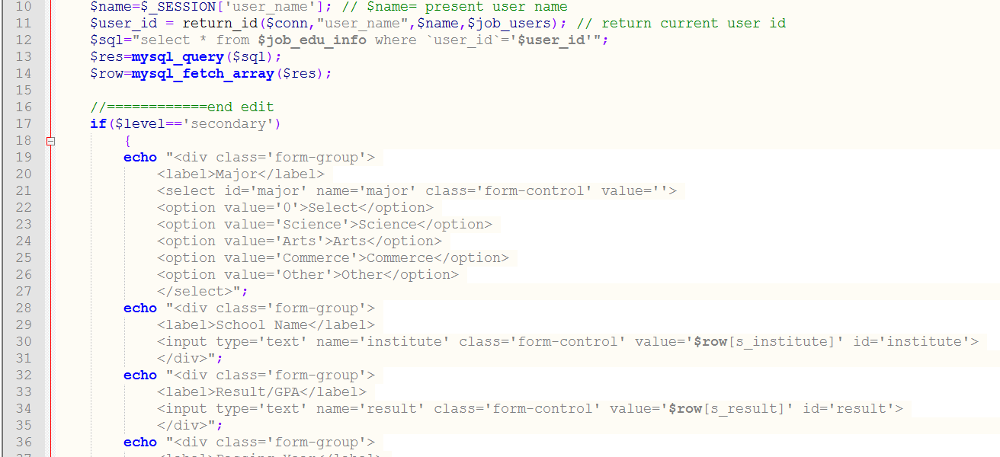 10 $name=$_SESSION['user_name']; // $name= present user name
11 $user_id = return_id($conn,"user_name",$name,$job_users); // return current user id
12 $sql="select * from $job_edu_info where `user_id`='$user_id'";
13 $res=mysql_query($sql);
14 $row=mysql_fetch_array($res);
15
16 //============end edit
17 if($level=='secondary')
18 {
19 echo "<div class='form-group'>
20 <label>Major</label>
21 <select id='major' name='major' class='form-control' value=''>
22 <option value='0'>Select</option>
23 <option value='Science'>Science</option>
24 <option value='Arts'>Arts</option>
25 <option value='Commerce'>Commerce</option>
26 <option value='Other'>Other</option>
27 </select>";
28 echo "<div class='form-group'>
29 <label>School Name</label>
30 <input type='text' name='institute' class='form-control' value='$row[s_institute]' id='institute'>
31 </div>";
32 echo "<div class='form-group'>
33 <label>Result/GPA</label>
34 <input type='text' name='result' class='form-control' value='$row[s_result]' id='result'>
35 </div>";
36 echo "<div class='form-group'>